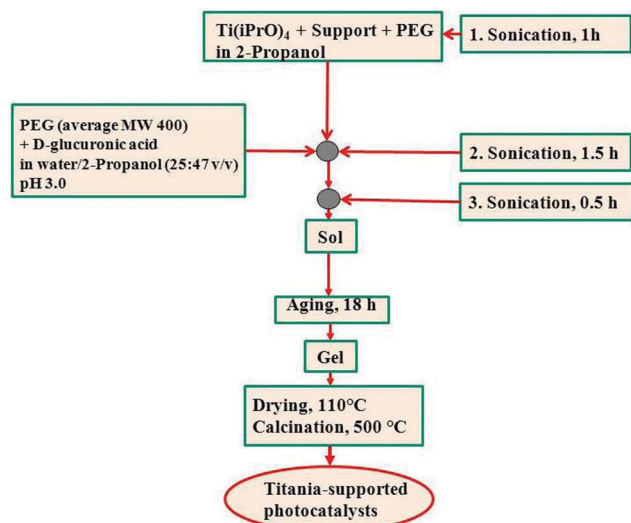 Ti(iPrO)₄ + Support + PEG
in 2-Propanol
1. Sonication, 1h
PEG (average MW 400)
+ D-glucuronic acid
in water/2-Propanol (25:47 v/v)
pH 3.0
2. Sonication, 1.5 h
3. Sonication, 0.5 h
Sol
Aging, 18 h
Gel
Drying, 110°C
Calcination, 500 °C
Titania-supported
photocatalysts